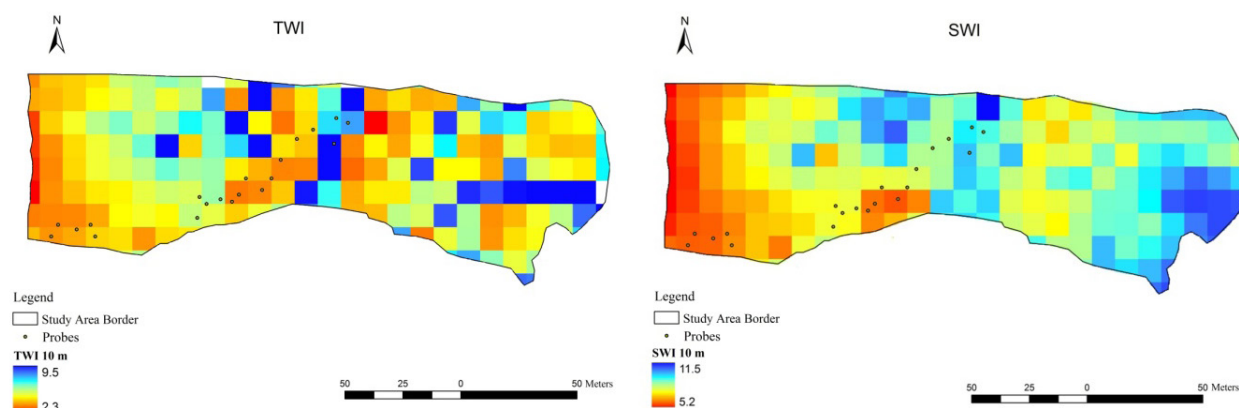 TWI
N
Legend
Study Area Border
Probes
TWI 10 m
9.5
2.3
50 25 0 50 Meters
SWI
N
Legend
Study Area Border
Probes
SWI 10 m
11.5
5.2
50 25 0 50 Meters